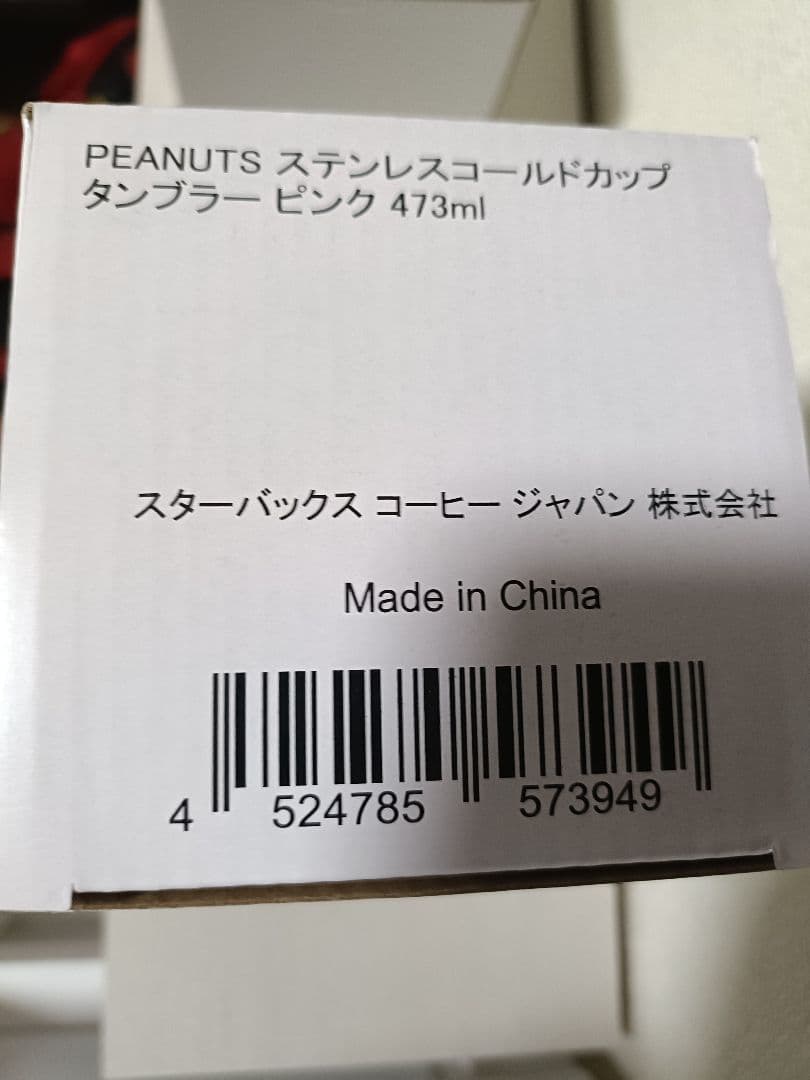 PEANUTS ステンレスコールドカップ
タンブラー ピンク 473ml
スターバックス コーヒー ジャパン 株式会社
Made in China
4 524785 573949